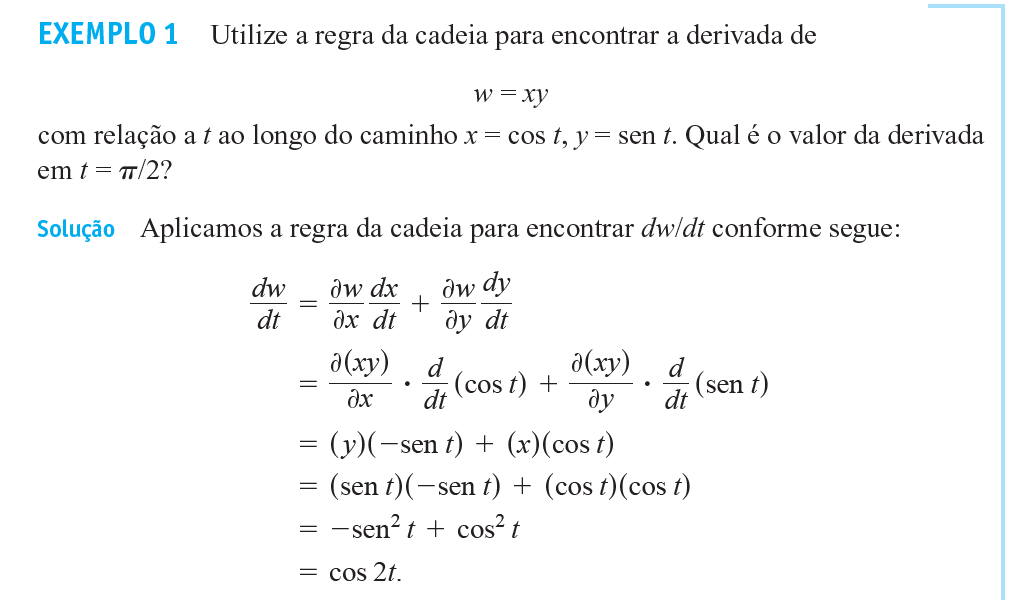 EXEMPLO 1 Utilize a regra da cadeia para encontrar a derivada de
w = xy
com relação a t ao longo do caminho x = cos t, y = sen t. Qual é o valor da derivada
em t = π/2?
Solução Aplicamos a regra da cadeia para encontrar dw/dt conforme segue:
dw/dt = ∂w/∂x dx/dt + ∂w/∂y dy/dt
= ∂(xy)/∂x · d/dt (cos t) + ∂(xy)/∂y · d/dt (sen t)
= (y)(−sen t) + (x)(cos t)
= (sen t)(−sen t) + (cos t)(cos t)
= −sen² t + cos² t
= cos 2t.